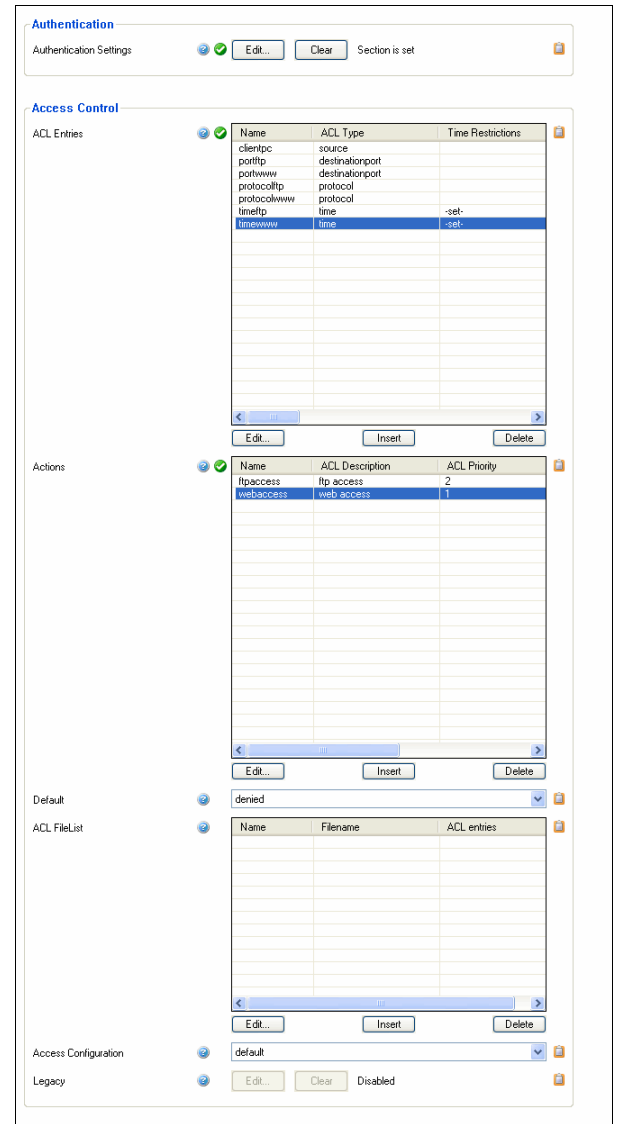 Authentication
Authentication Settings Edit... Clear Section is set
Access Control
ACL Entries Name ACL Type Time Restrictions
clientpc source
portftp destinationport
portwww destinationport
protocolftp protocol
protocolwww protocol
timeftp time -set-
timewww time -set-
Edit... Insert Delete
Actions Name ACL Description ACL Priority
ftpaccess ftp access 2
webaccess web access 1
Edit... Insert Delete
Default denied
ACL FileList Name Filename ACL entries
Edit... Insert Delete
Access Configuration default
Legacy Edit... Clear Disabled